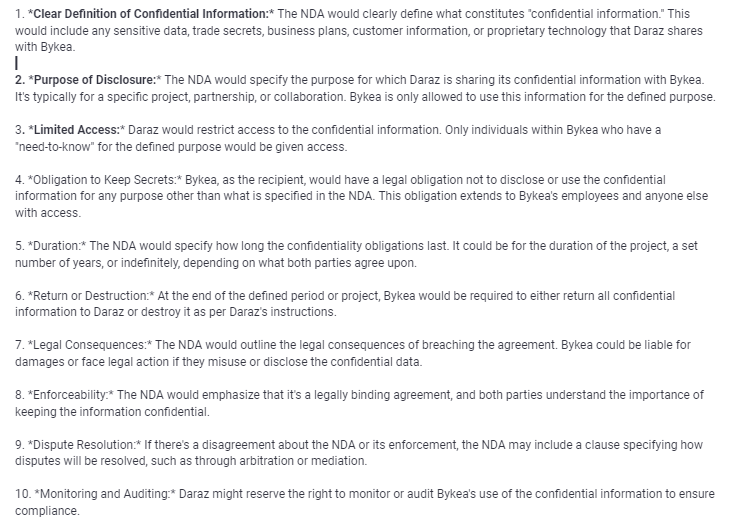 1. *Clear Definition of Confidential Information:* The NDA would clearly define what constitutes "confidential information." This
would include any sensitive data, trade secrets, business plans, customer information, or proprietary technology that Daraz shares
with Bykea.
2. *Purpose of Disclosure:* The NDA would specify the purpose for which Daraz is sharing its confidential information with Bykea.
It's typically for a specific project, partnership, or collaboration. Bykea is only allowed to use this information for the defined purpose.
3. *Limited Access:* Daraz would restrict access to the confidential information. Only individuals within Bykea who have a
"need-to-know" for the defined purpose would be given access.
4. *Obligation to Keep Secrets:* Bykea, as the recipient, would have a legal obligation not to disclose or use the confidential
information for any purpose other than what is specified in the NDA. This obligation extends to Bykea's employees and anyone else
with access.
5. *Duration:* The NDA would specify how long the confidentiality obligations last. It could be for the duration of the project, a set
number of years, or indefinitely, depending on what both parties agree upon.
6. *Return or Destruction:* At the end of the defined period or project, Bykea would be required to either return all confidential
information to Daraz or destroy it as per Daraz's instructions.
7. *Legal Consequences:* The NDA would outline the legal consequences of breaching the agreement. Bykea could be liable for
damages or face legal action if they misuse or disclose the confidential data.
8. *Enforceability:* The NDA would emphasize that it's a legally binding agreement, and both parties understand the importance of
keeping the information confidential.
9. *Dispute Resolution:* If there's a disagreement about the NDA or its enforcement, the NDA may include a clause specifying how
disputes will be resolved, such as through arbitration or mediation.
10. *Monitoring and Auditing:* Daraz might reserve the right to monitor or audit Bykea's use of the confidential information to ensure
compliance.